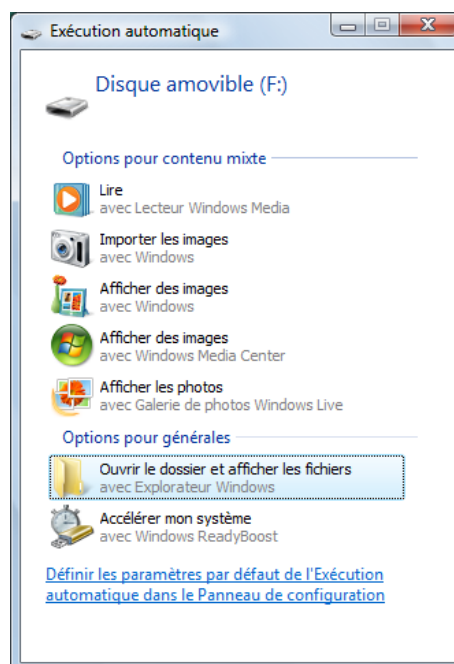 Exécution automatique
Disque amovible (F:)
Options pour contenu mixte
Lire
avec Lecteur Windows Media
Importer les images
avec Windows
Afficher des images
avec Windows
Afficher des images
avec Windows Media Center
Afficher les photos
avec Galerie de photos Windows Live
Options pour générales
Ouvrir le dossier et afficher les fichiers
avec Explorateur Windows
Accélérer mon système
avec Windows ReadyBoost
Définir les paramètres par défaut de l'Exécution
automatique dans le Panneau de configuration